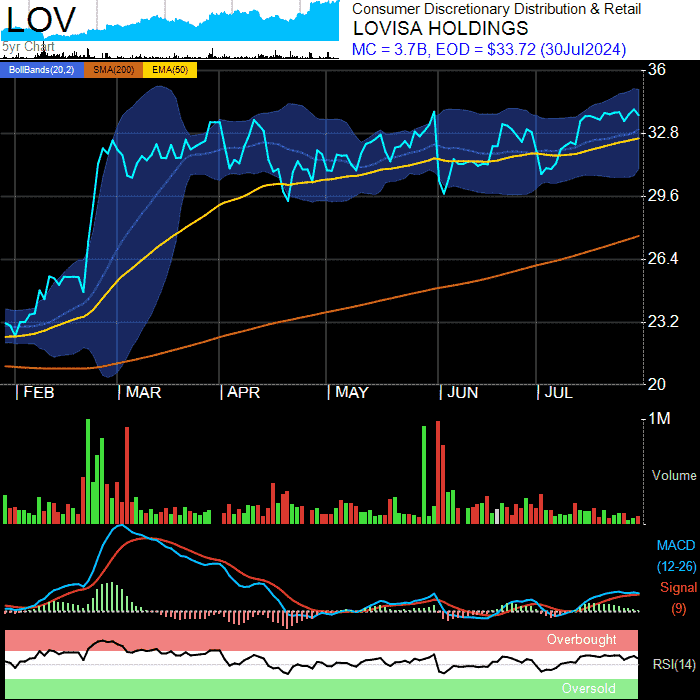 LOV
5yr Chart
Consumer Discretionary Distribution & Retail
LOVISA HOLDINGS
MC = 3.7B, EOD = $33.72 (30Jul2024)
BollBands(20,2) SMA(200) EMA(50)
36
32.8
29.6
26.4
23.2
20
FEB MAR APR MAY JUN JUL
1M
Volume
MACD
(12-26)
Signal
(9)
Overbought
RSI(14)
Oversold